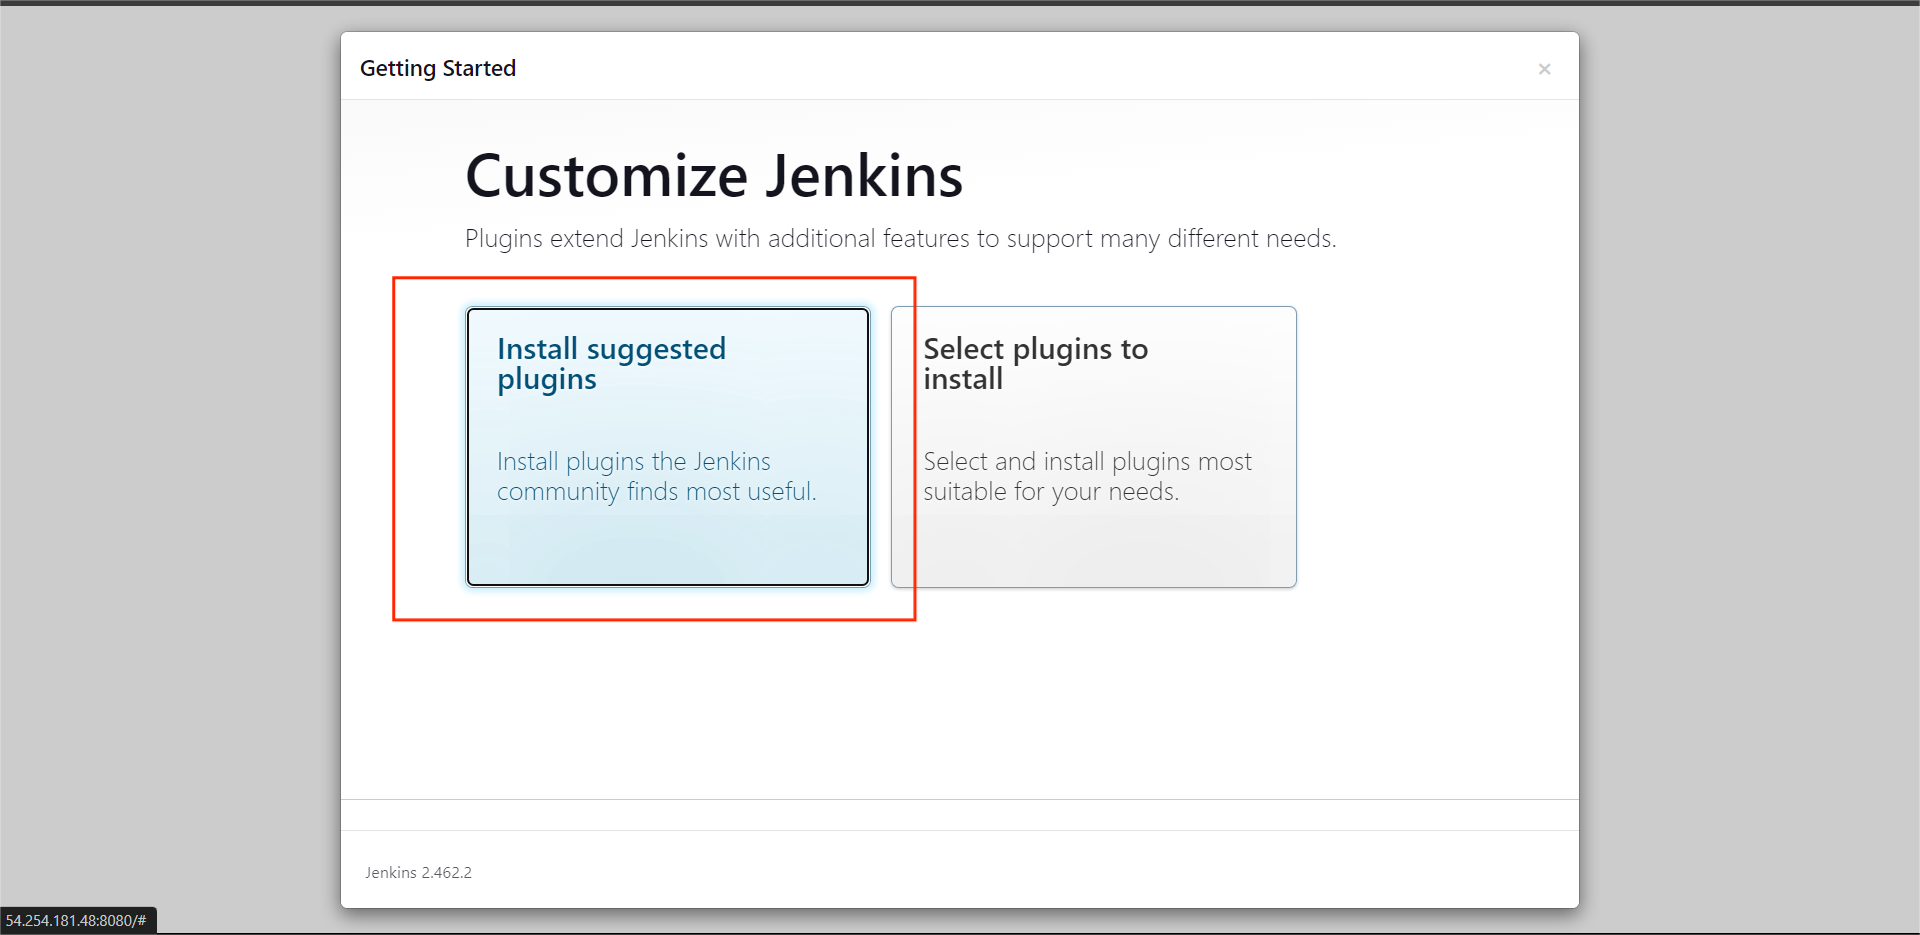 Getting Started
×
Customize Jenkins
Plugins extend Jenkins with additional features to support many different needs.
Install suggested
plugins
Install plugins the Jenkins
community finds most useful.
Select plugins to
install
Select and install plugins most
suitable for your needs.
Jenkins 2.462.2
54.254.181.48:8080/#